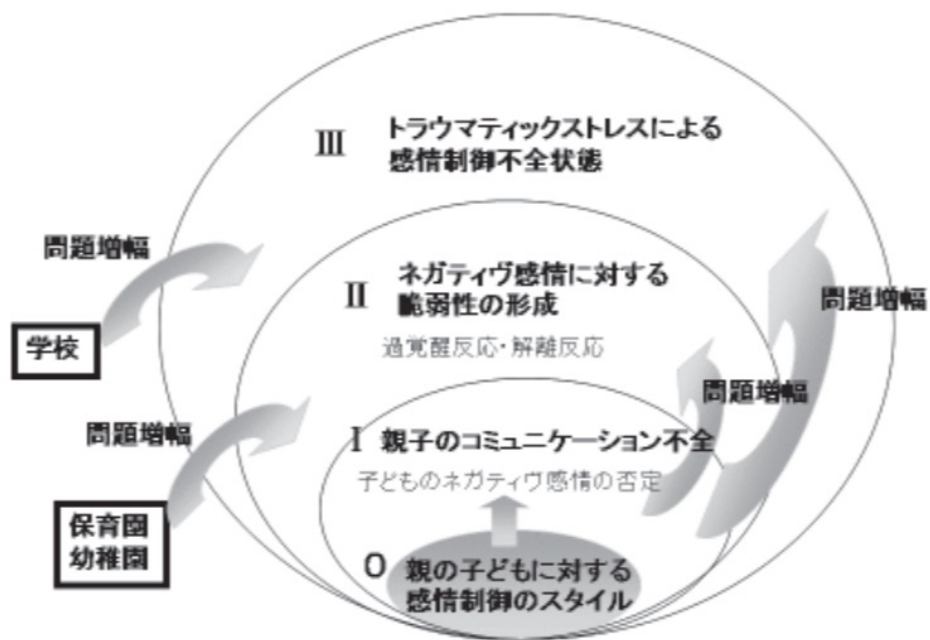 Ⅲ トラウマティックストレスによる
感情制御不全状態
問題増幅
学校
Ⅱ ネガティヴ感情に対する
脆弱性の形成
過覚醒反応・解離反応
問題増幅
問題増幅
問題増幅
保育園
幼稚園
Ⅰ 親子のコミュニケーション不全
子どものネガティヴ感情の否定
0 親の子どもに対する
感情制御のスタイル